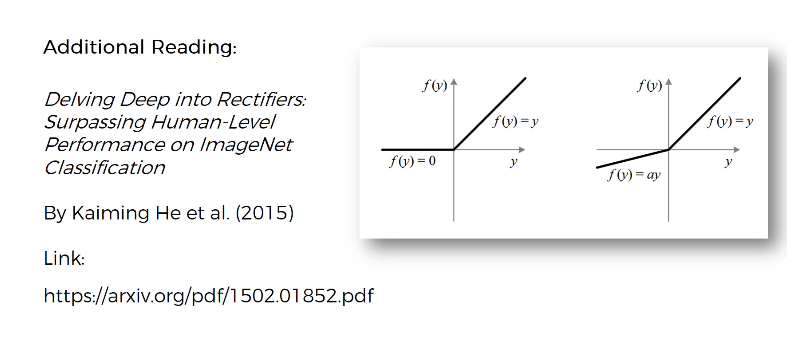 Additional Reading:
Delving Deep into Rectifiers:
Surpassing Human-Level
Performance on ImageNet
Classification
By Kaiming He et al. (2015)
Link:
https://arxiv.org/pdf/1502.01852.pdf
f(y)
f(y) = y
f(y) = 0
y
f(y)
f(y) = y
y
f(y) = ay